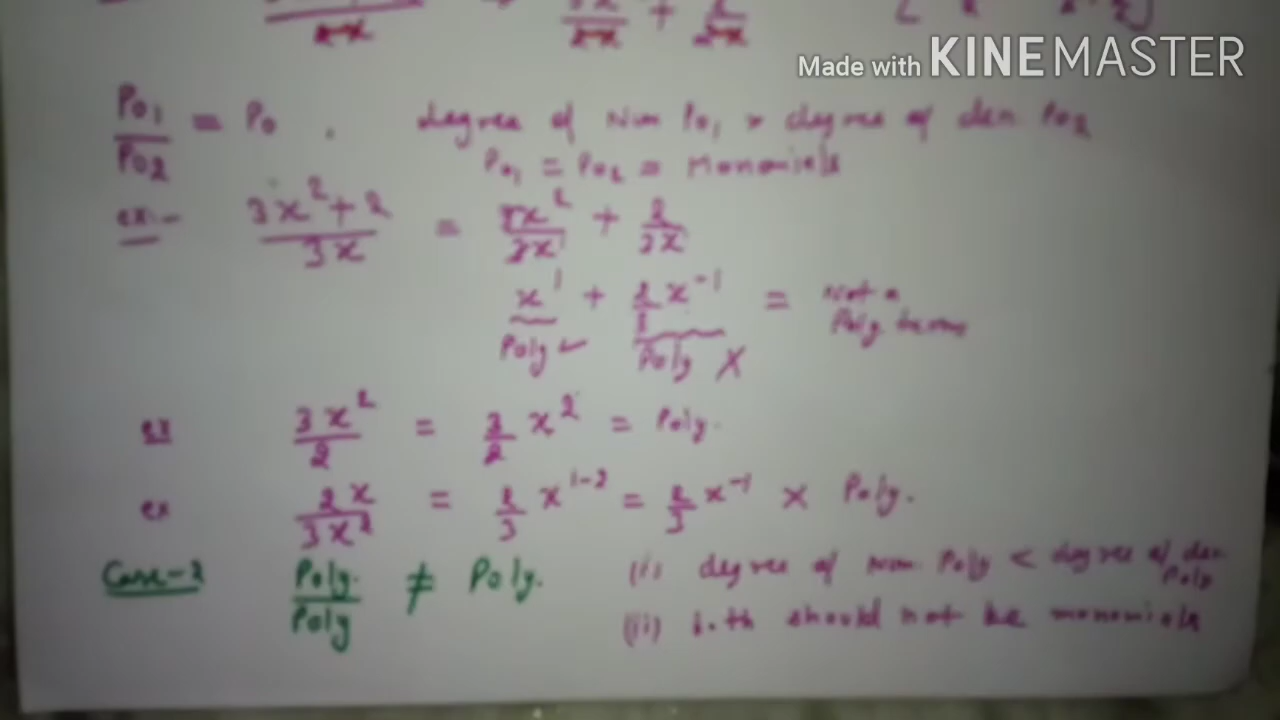 Made with KINEMASTER
Po1/Po2 = Po . degree of Num Po1 > degree of den Po2
Po1 = Po2 = Monomials
ex:- 3x²+2/3x = 3x²/3x + 2/3x
x¹ + 2/3 x⁻¹ = Not a
Poly terms
Poly ✓ Poly X
ex 3x²/2 = 3/2 x² = Poly.
ex 2x/3x² = 2/3 x¹⁻² = 2/3 x⁻¹ × Poly.
Case-2 Poly./Poly ≠ Poly. (i) degree of Num Poly < degree of den Poly
(ii) both should not be monomials